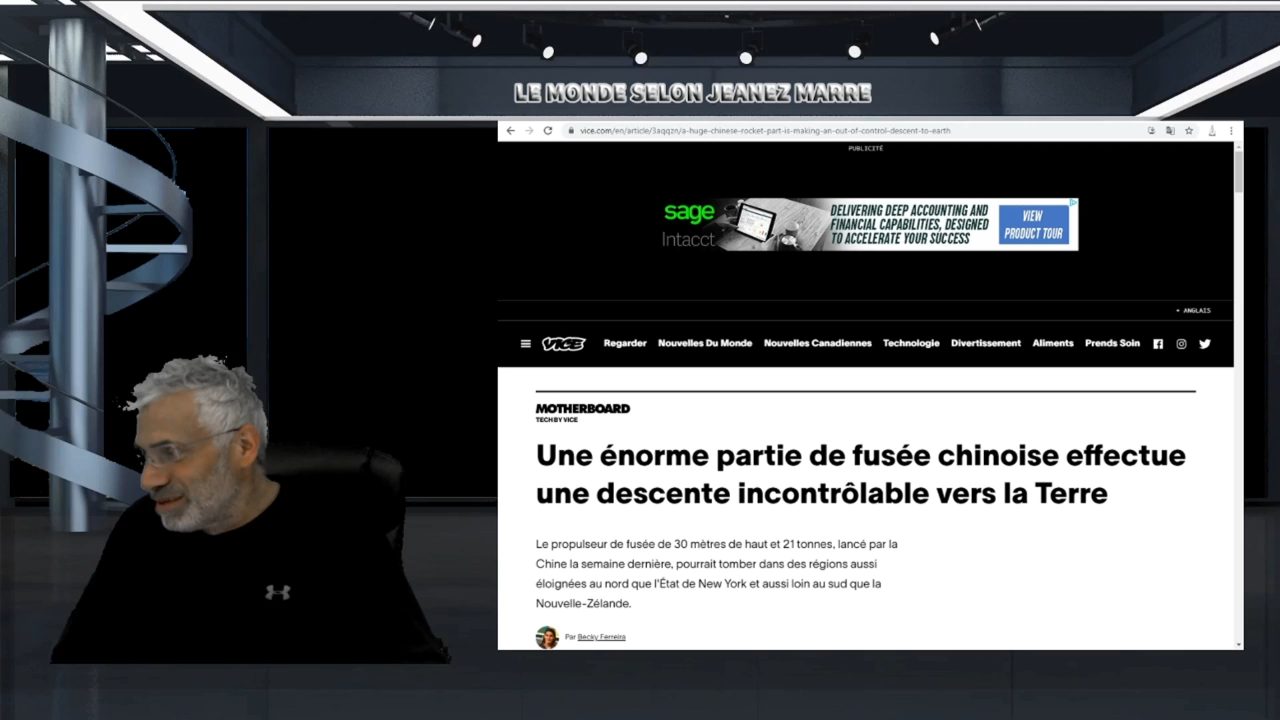 LE MONDE SELON JEANEZ MARRE
vice.com/en/article/3aqqzn/a-huge-chinese-rocket-part-is-making-an-out-of-control-descent-to-earth
PUBLICITÉ
sage
Intacct
DELIVERING DEEP ACCOUNTING AND
FINANCIAL CAPABILITIES, DESIGNED
TO ACCELERATE YOUR SUCCESS
VIEW
PRODUCT TOUR
+ ANGLAIS
VICE
Regarder Nouvelles Du Monde Nouvelles Canadiennes Technologie Divertissement Aliments Prends Soin
MOTHERBOARD
TECH BY VICE
Une énorme partie de fusée chinoise effectue
une descente incontrôlable vers la Terre
Le propulseur de fusée de 30 mètres de haut et 21 tonnes, lancé par la
Chine la semaine dernière, pourrait tomber dans des régions aussi
éloignées au nord que l'État de New York et aussi loin au sud que la
Nouvelle-Zélande.
Par Becky Ferreira